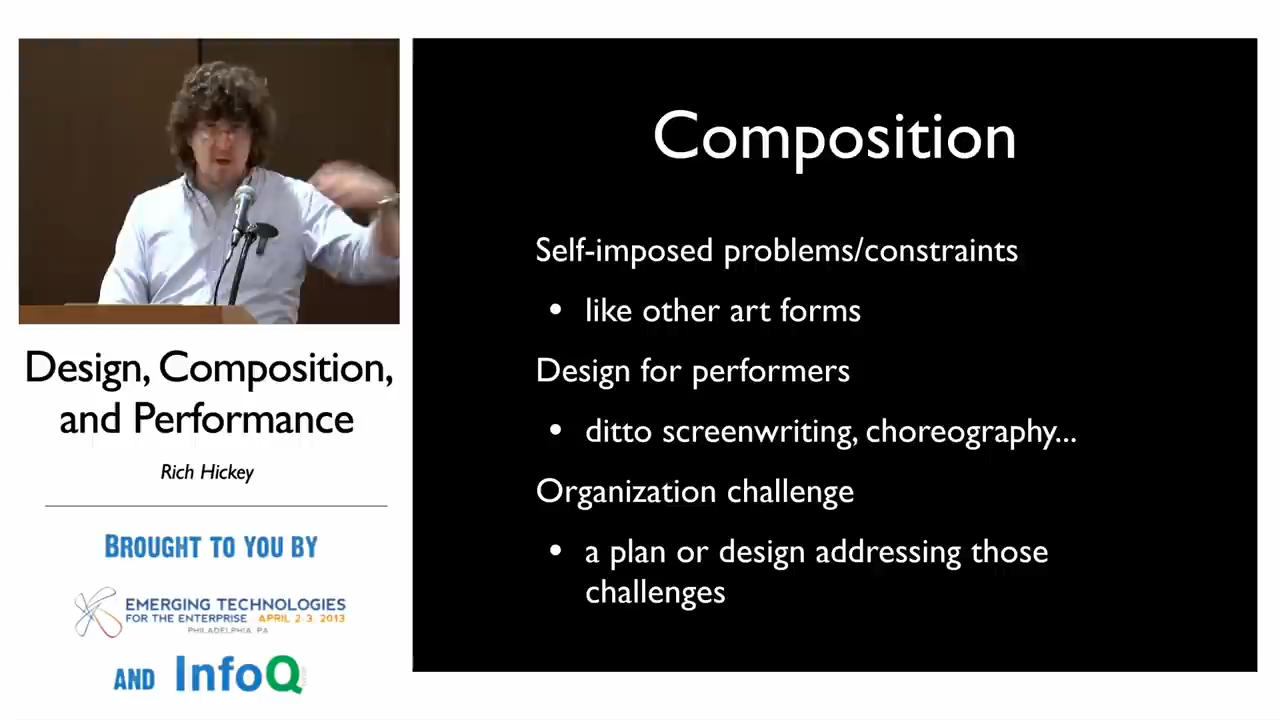 Design, Composition,
and Performance
Rich Hickey
BROUGHT TO YOU BY
EMERGING TECHNOLOGIES
FOR THE ENTERPRISE APRIL 2-3 2013
PHILADELPHIA, PA
AND InfoQ
Composition
Self-imposed problems/constraints
• like other art forms
Design for performers
• ditto screenwriting, choreography...
Organization challenge
• a plan or design addressing those
challenges